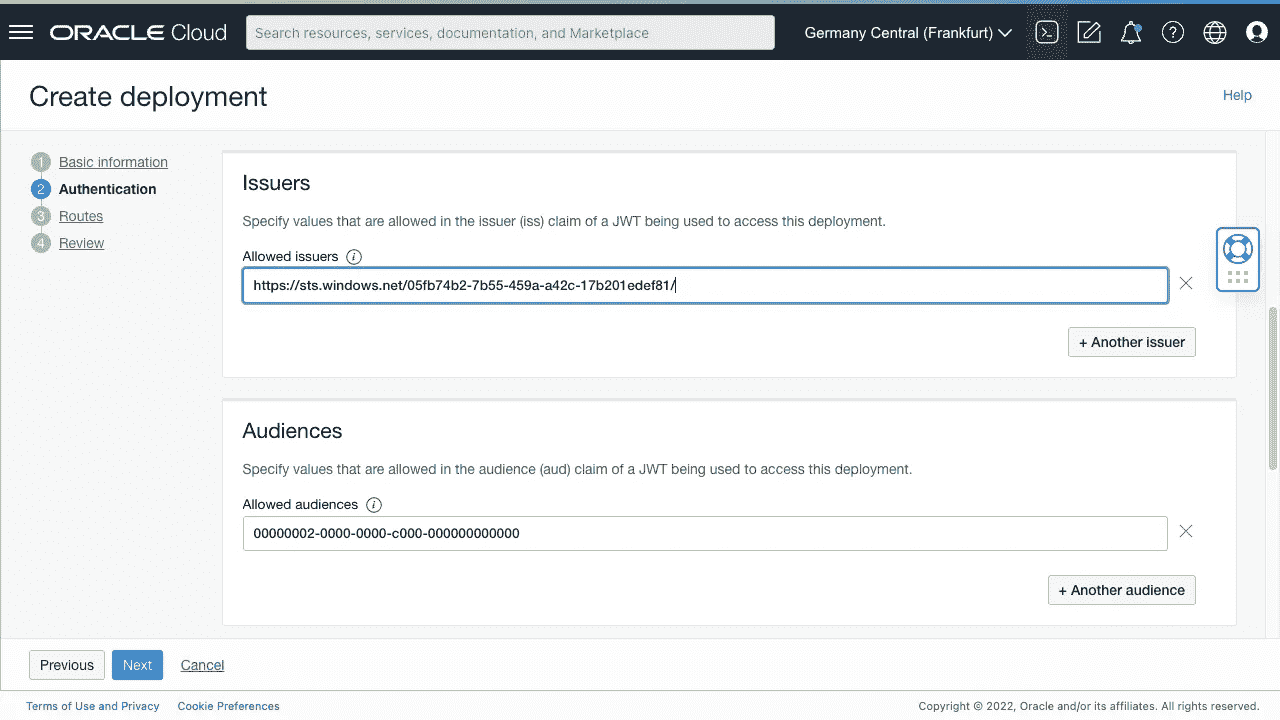 ORACLE Cloud
Search resources, services, documentation, and Marketplace
Germany Central (Frankfurt)
Create deployment
Help
1 Basic information
2 Authentication
3 Routes
4 Review
Issuers
Specify values that are allowed in the issuer (iss) claim of a JWT being used to access this deployment.
Allowed issuers
https://sts.windows.net/05fb74b2-7b55-459a-a42c-17b201edef81/
+ Another issuer
Audiences
Specify values that are allowed in the audience (aud) claim of a JWT being used to access this deployment.
Allowed audiences
00000002-0000-0000-c000-000000000000
+ Another audience
Previous
Next
Cancel
Terms of Use and Privacy
Cookie Preferences
Copyright © 2022, Oracle and/or its affiliates. All rights reserved.